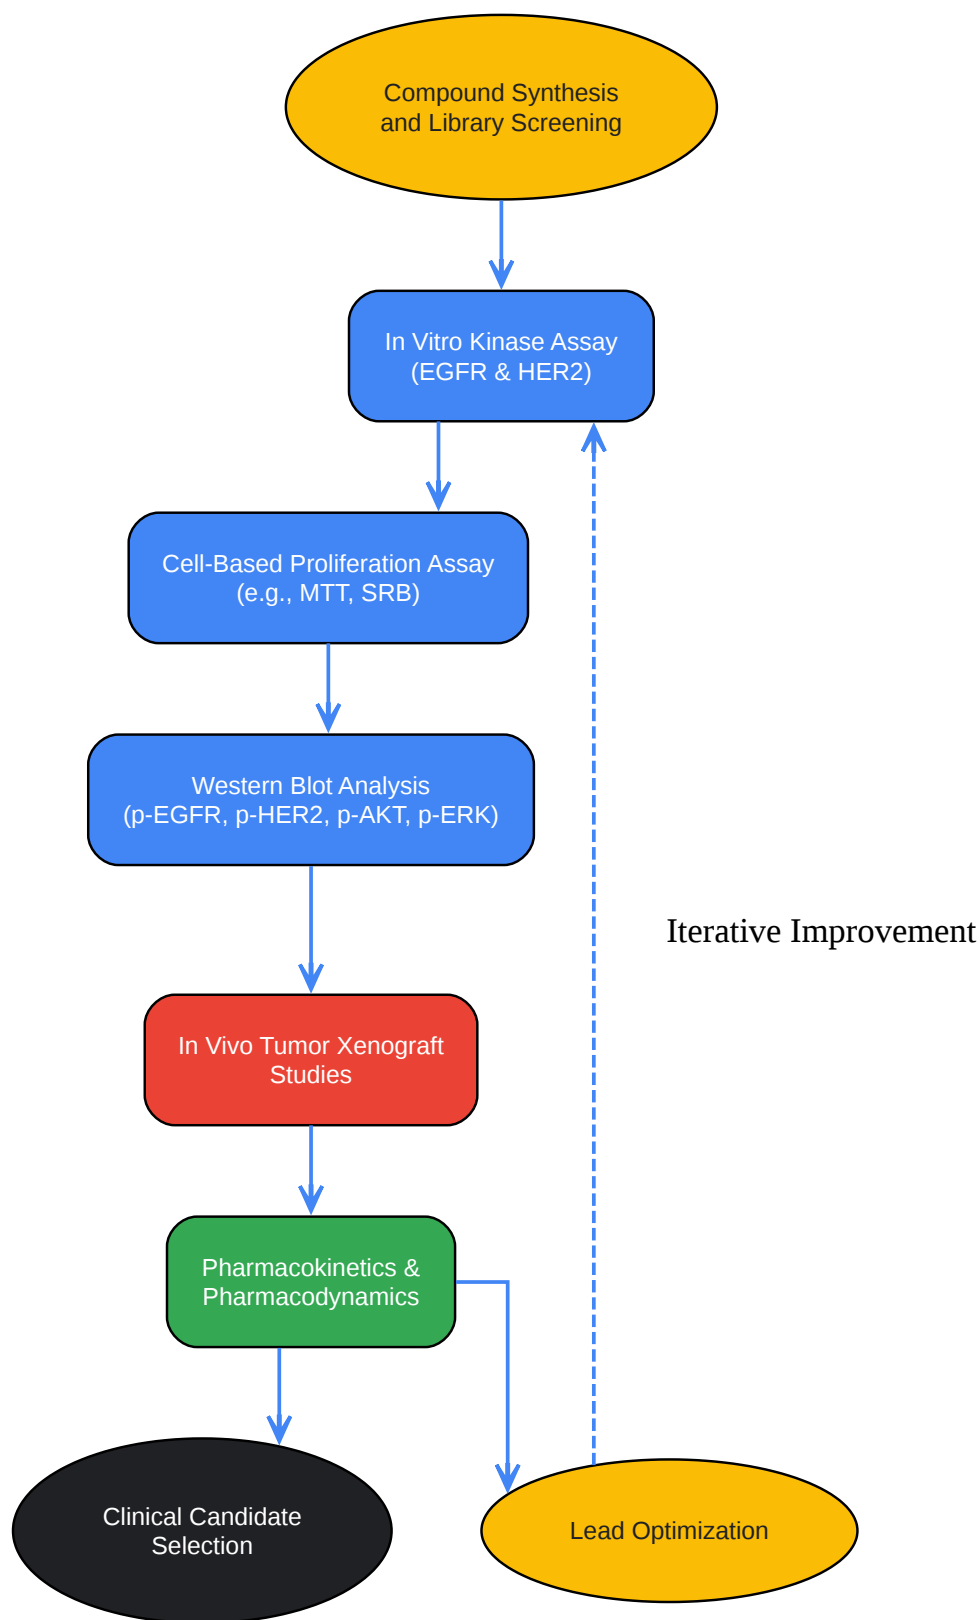 Compound Synthesis
and Library Screening
In Vitro Kinase Assay
(EGFR & HER2)
Cell-Based Proliferation Assay
(e.g., MTT, SRB)
Western Blot Analysis
(p-EGFR, p-HER2, p-AKT, p-ERK)
Iterative Improvement
In Vivo Tumor Xenograft
Studies
Pharmacokinetics &
Pharmacodynamics
Clinical Candidate
Selection
Lead Optimization